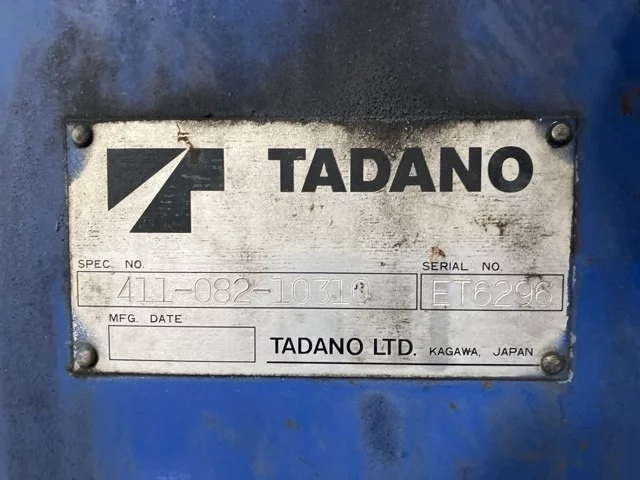 TADANO
SPEC. NO.
SERIAL NO.
411-082-10310
ET6296
MFG. DATE
TADANO LTD. KAGAWA, JAPAN